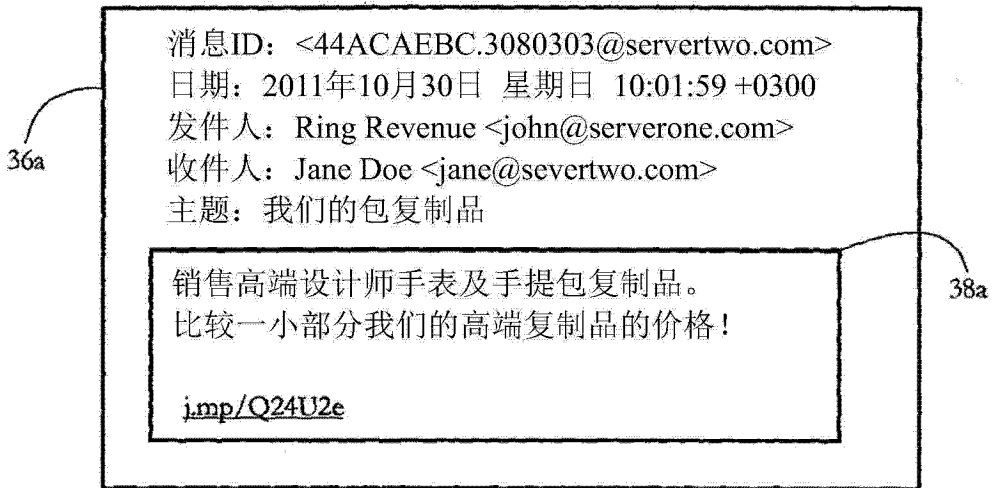 消息ID：<44ACAEBC.3080303@servertwo.com>
日期：2011年10月30日 星期日 10:01:59 +0300
发件人：Ring Revenue <john@serverone.com>
收件人：Jane Doe <jane@severtwo.com>
主题：我们的包复制品
36a
销售高端设计师手表及手提包复制品。
比较一小部分我们的高端复制品的价格！
j.mp/Q24U2e
38a